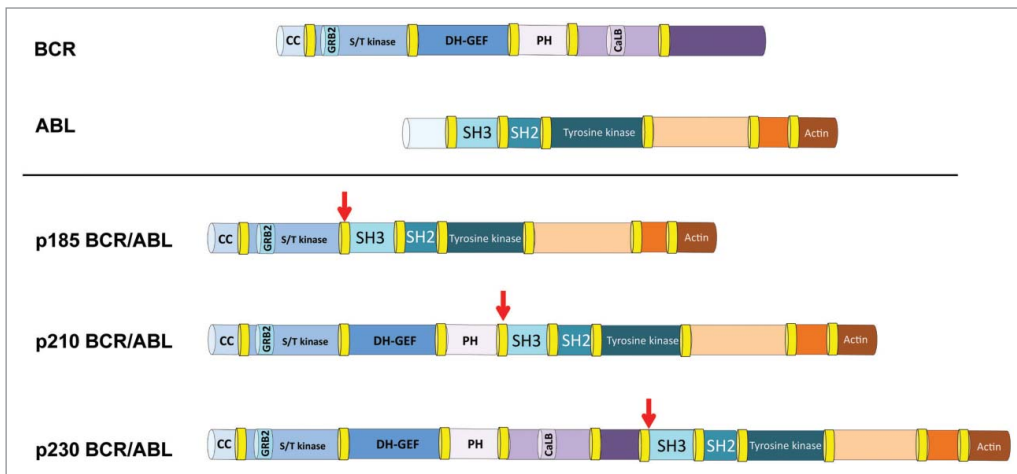 BCR
CC GRB2 S/T kinase DH-GEF PH CaLB
ABL
SH3 SH2 Tyrosine kinase Actin
p185 BCR/ABL
CC GRB2 S/T kinase SH3 SH2 Tyrosine kinase Actin
p210 BCR/ABL
CC GRB2 S/T kinase DH-GEF PH SH3 SH2 Tyrosine kinase Actin
p230 BCR/ABL
CC GRB2 S/T kinase DH-GEF PH CaLB SH3 SH2 Tyrosine kinase Actin